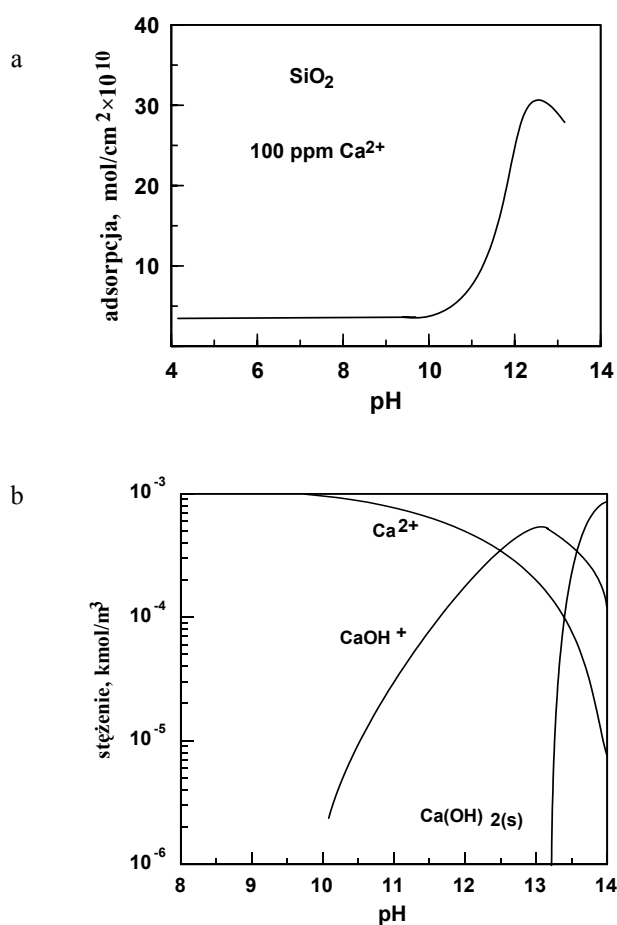 a
40
30
20
10
adsorpcja, mol/cm²×10¹⁰
SiO₂
100 ppm Ca²⁺
4 6 8 10 12 14
pH
b
10⁻³
10⁻⁴
10⁻⁵
10⁻⁶
stężenie, kmol/m³
Ca²⁺
CaOH⁺
Ca(OH) ₂₍ₛ₎
8 9 10 11 12 13 14
pH